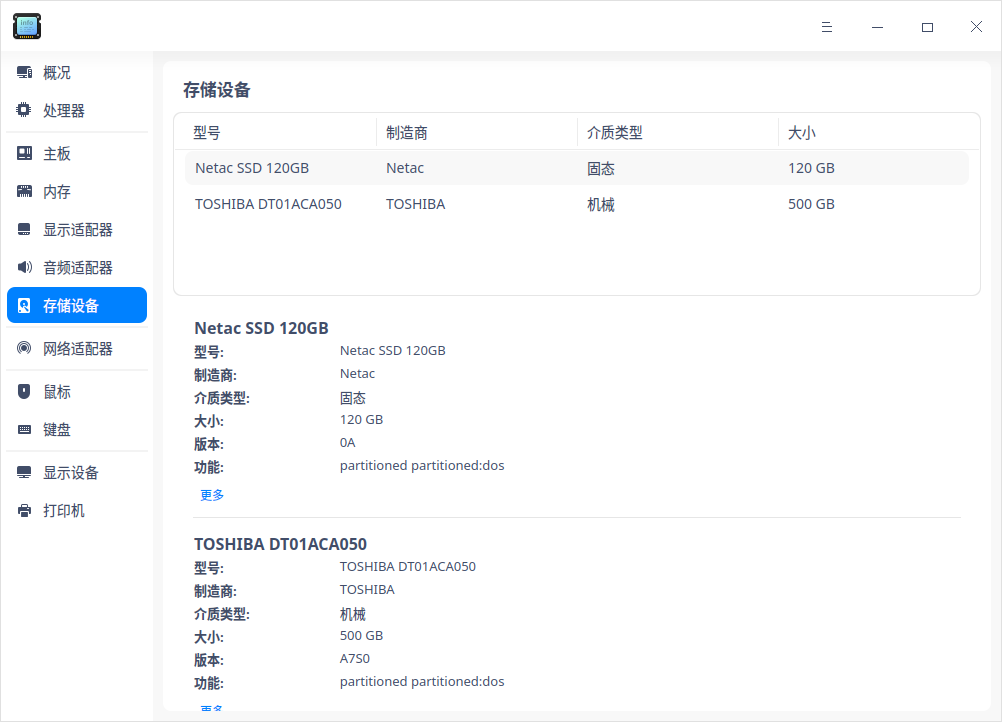 info
概况
处理器
主板
内存
显示适配器
音频适配器
存储设备
网络适配器
鼠标
键盘
显示设备
打印机
存储设备
型号 制造商 介质类型 大小
Netac SSD 120GB Netac 固态 120 GB
TOSHIBA DT01ACA050 TOSHIBA 机械 500 GB
Netac SSD 120GB
型号: Netac SSD 120GB
制造商: Netac
介质类型: 固态
大小: 120 GB
版本: 0A
功能: partitioned partitioned:dos
更多
TOSHIBA DT01ACA050
型号: TOSHIBA DT01ACA050
制造商: TOSHIBA
介质类型: 机械
大小: 500 GB
版本: A7S0
功能: partitioned partitioned:dos
更多